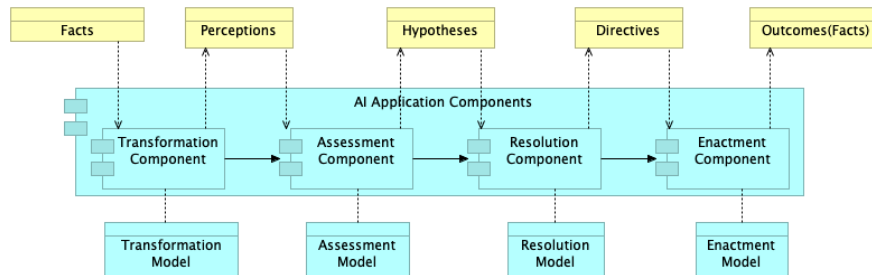 Facts
Perceptions
Hypotheses
Directives
Outcomes(Facts)
AI Application Components
Transformation
Component
Assessment
Component
Resolution
Component
Enactment
Component
Transformation
Model
Assessment
Model
Resolution
Model
Enactment
Model